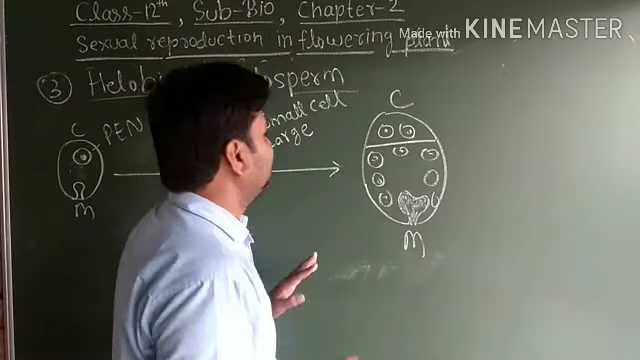 Class-12th, Sub-Bio, Chapter-2
Made with KINEMASTER
Sexual reproduction in flowering plant
③ sperm
C PEN small cell C
large
M M